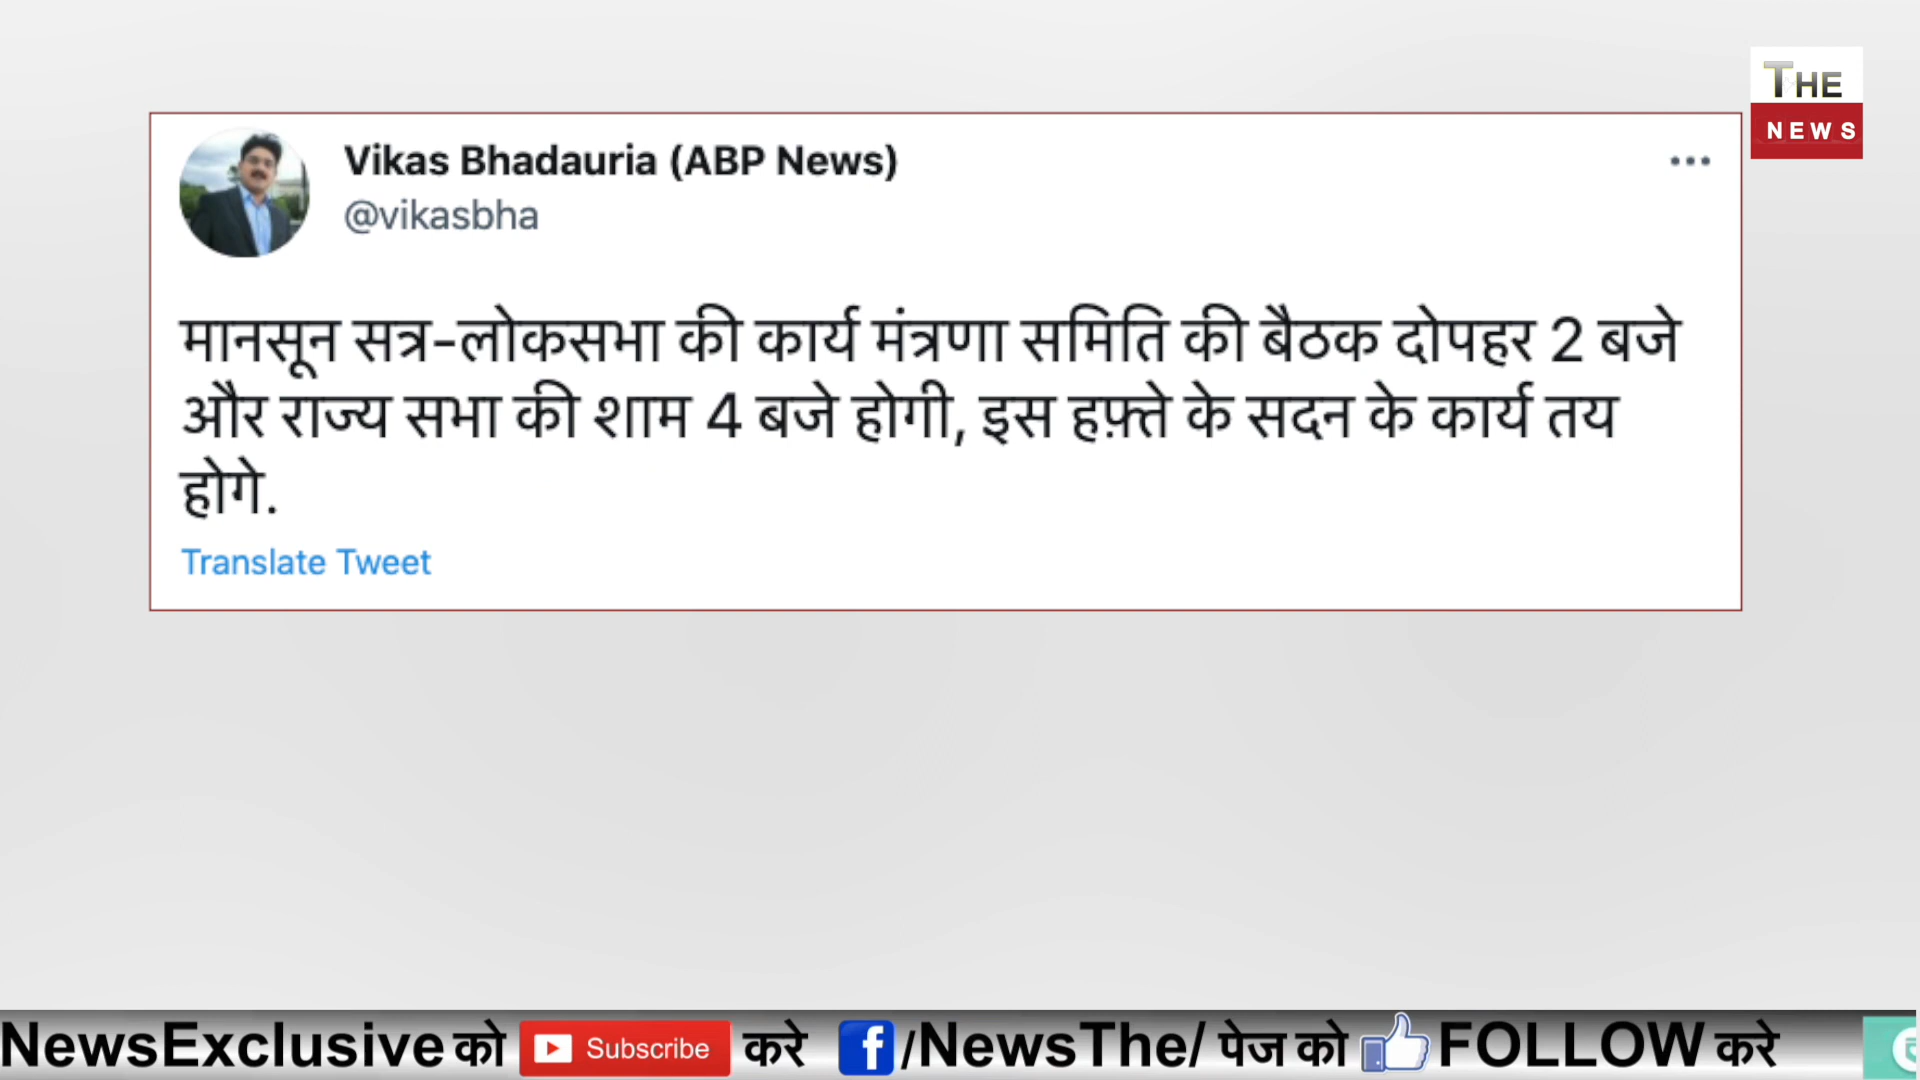 THE
NEWS
Vikas Bhadauria (ABP News)
@vikasbha
मानसून सत्र-लोकसभा की कार्य मंत्रणा समिति की बैठक दोपहर 2 बजे
और राज्य सभा की शाम 4 बजे होगी, इस हफ़्ते के सदन के कार्य तय
होगे.
Translate Tweet
NewsExclusive को Subscribe करे f/NewsThe/ पेज को FOLLOW करे